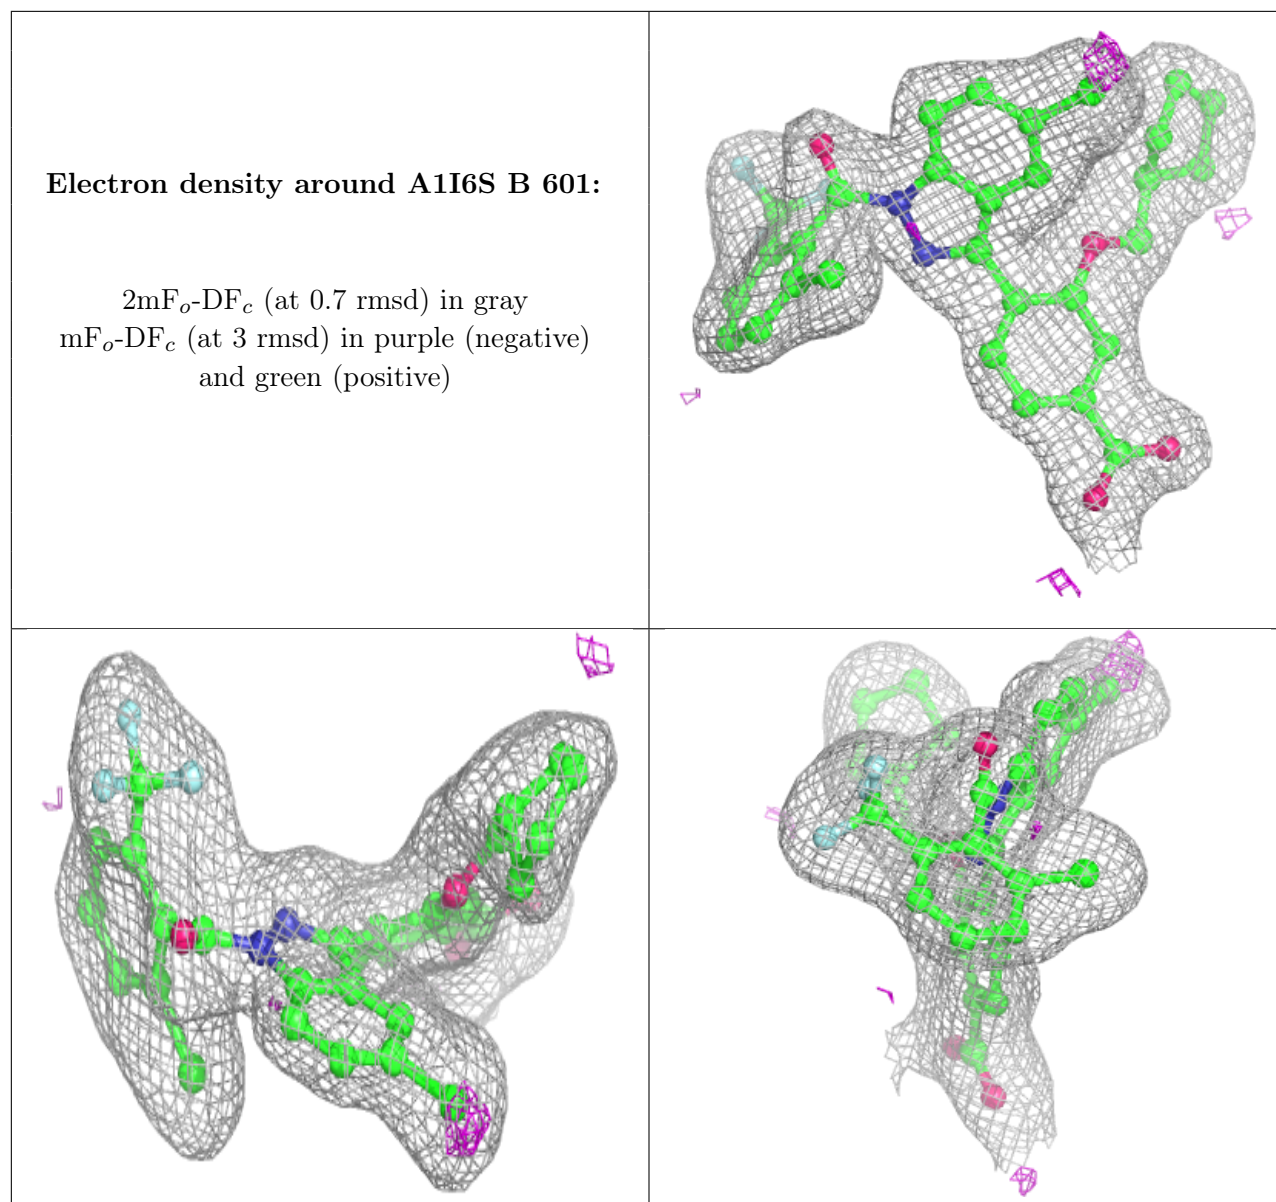 Electron density around A1I6S B 601:
2mFo-DFc (at 0.7 rmsd) in gray
mFo-DFc (at 3 rmsd) in purple (negative)
and green (positive)